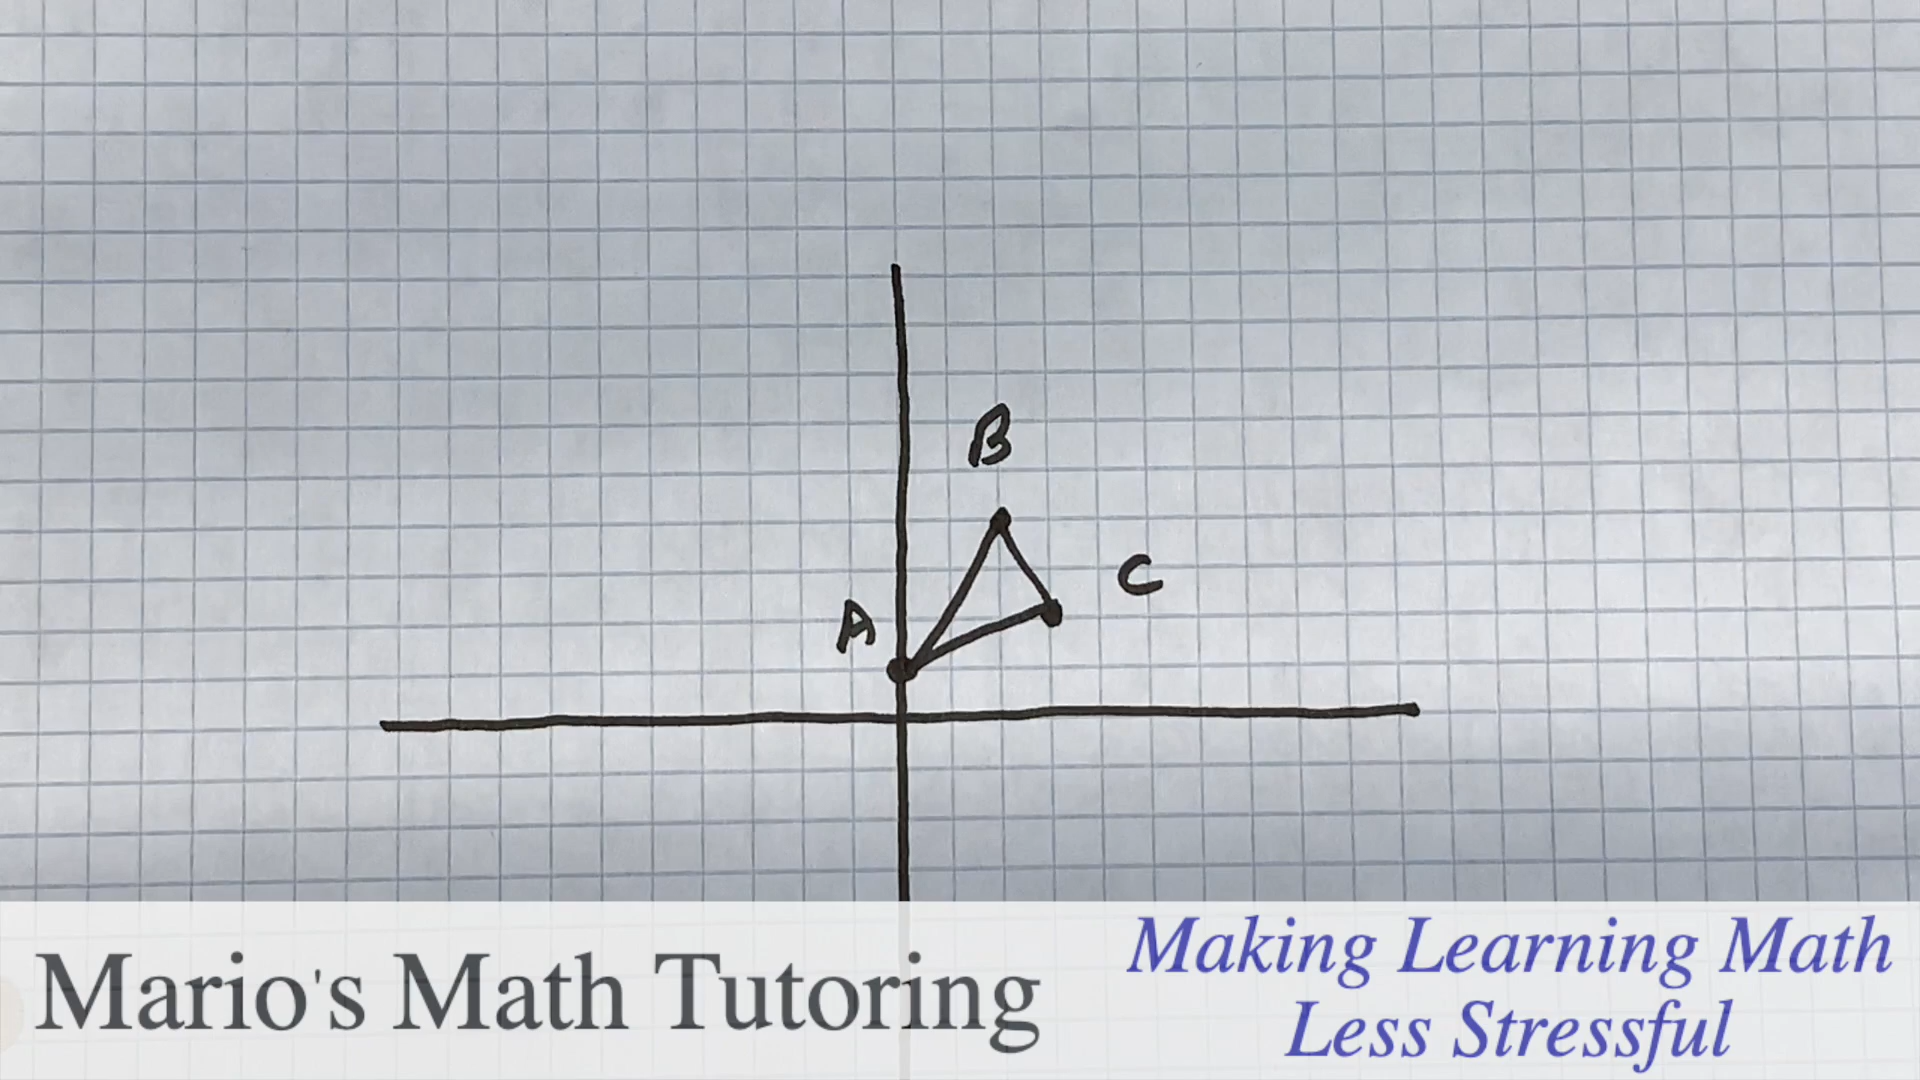 B
C
A
Mario's Math Tutoring
Making Learning Math
Less Stressful